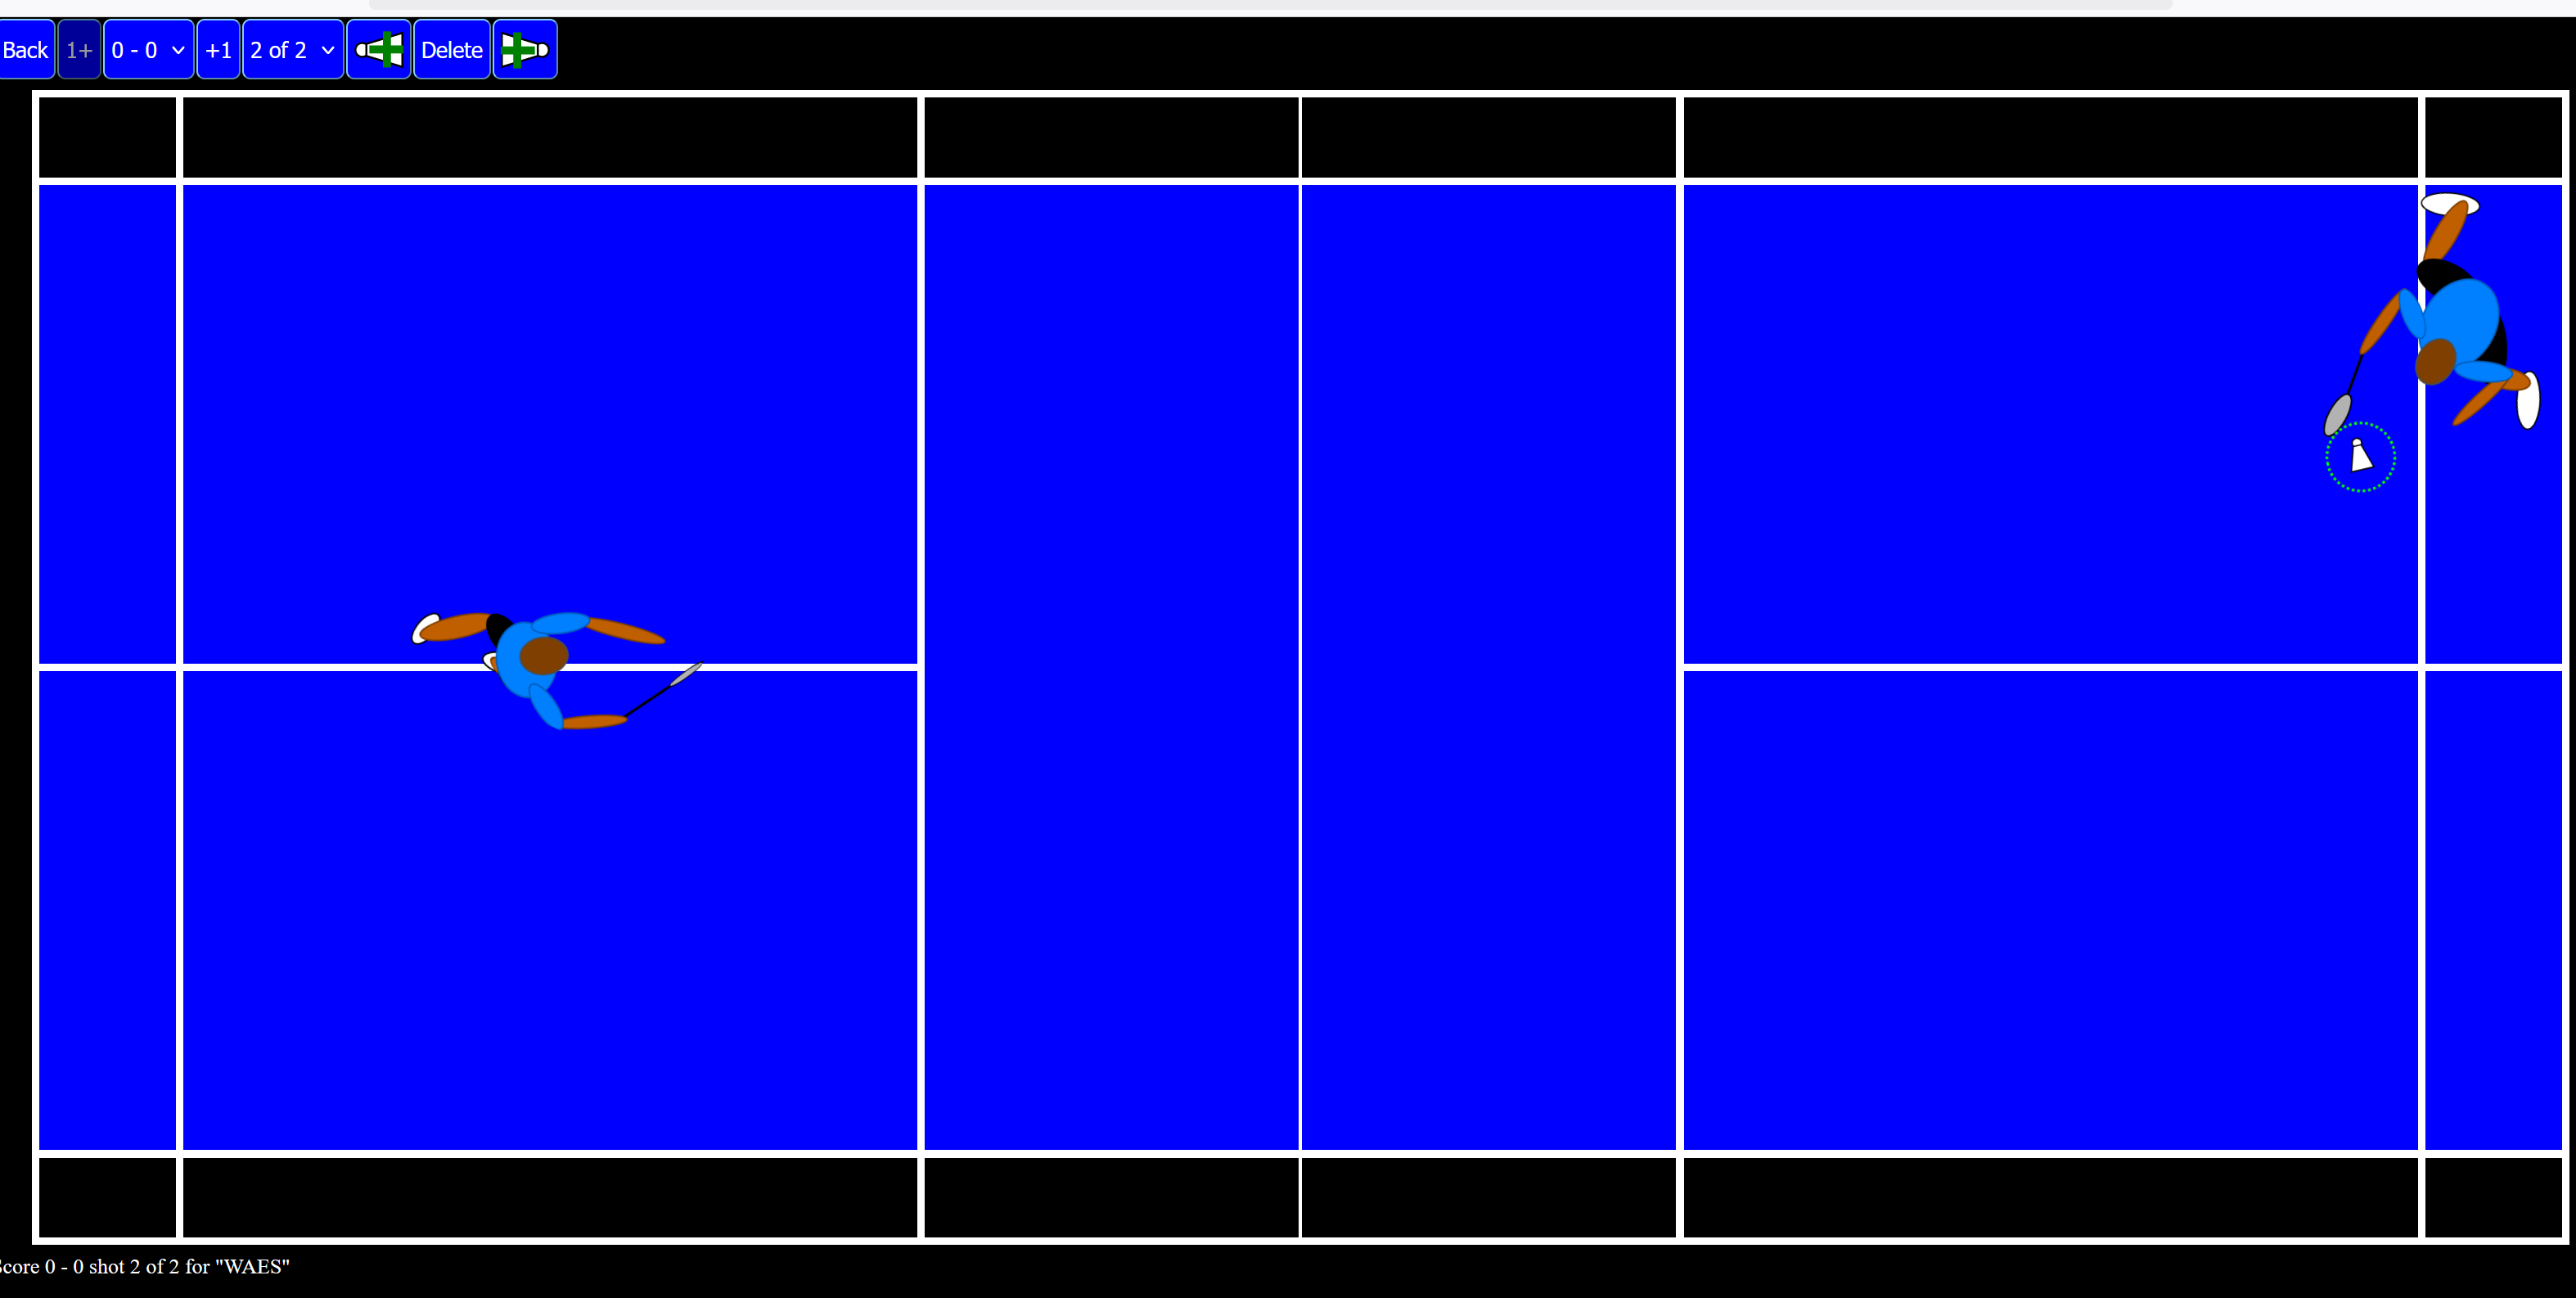 Back 1+ 0 - 0 +1 2 of 2 Delete
core 0 - 0 shot 2 of 2 for "WAES"